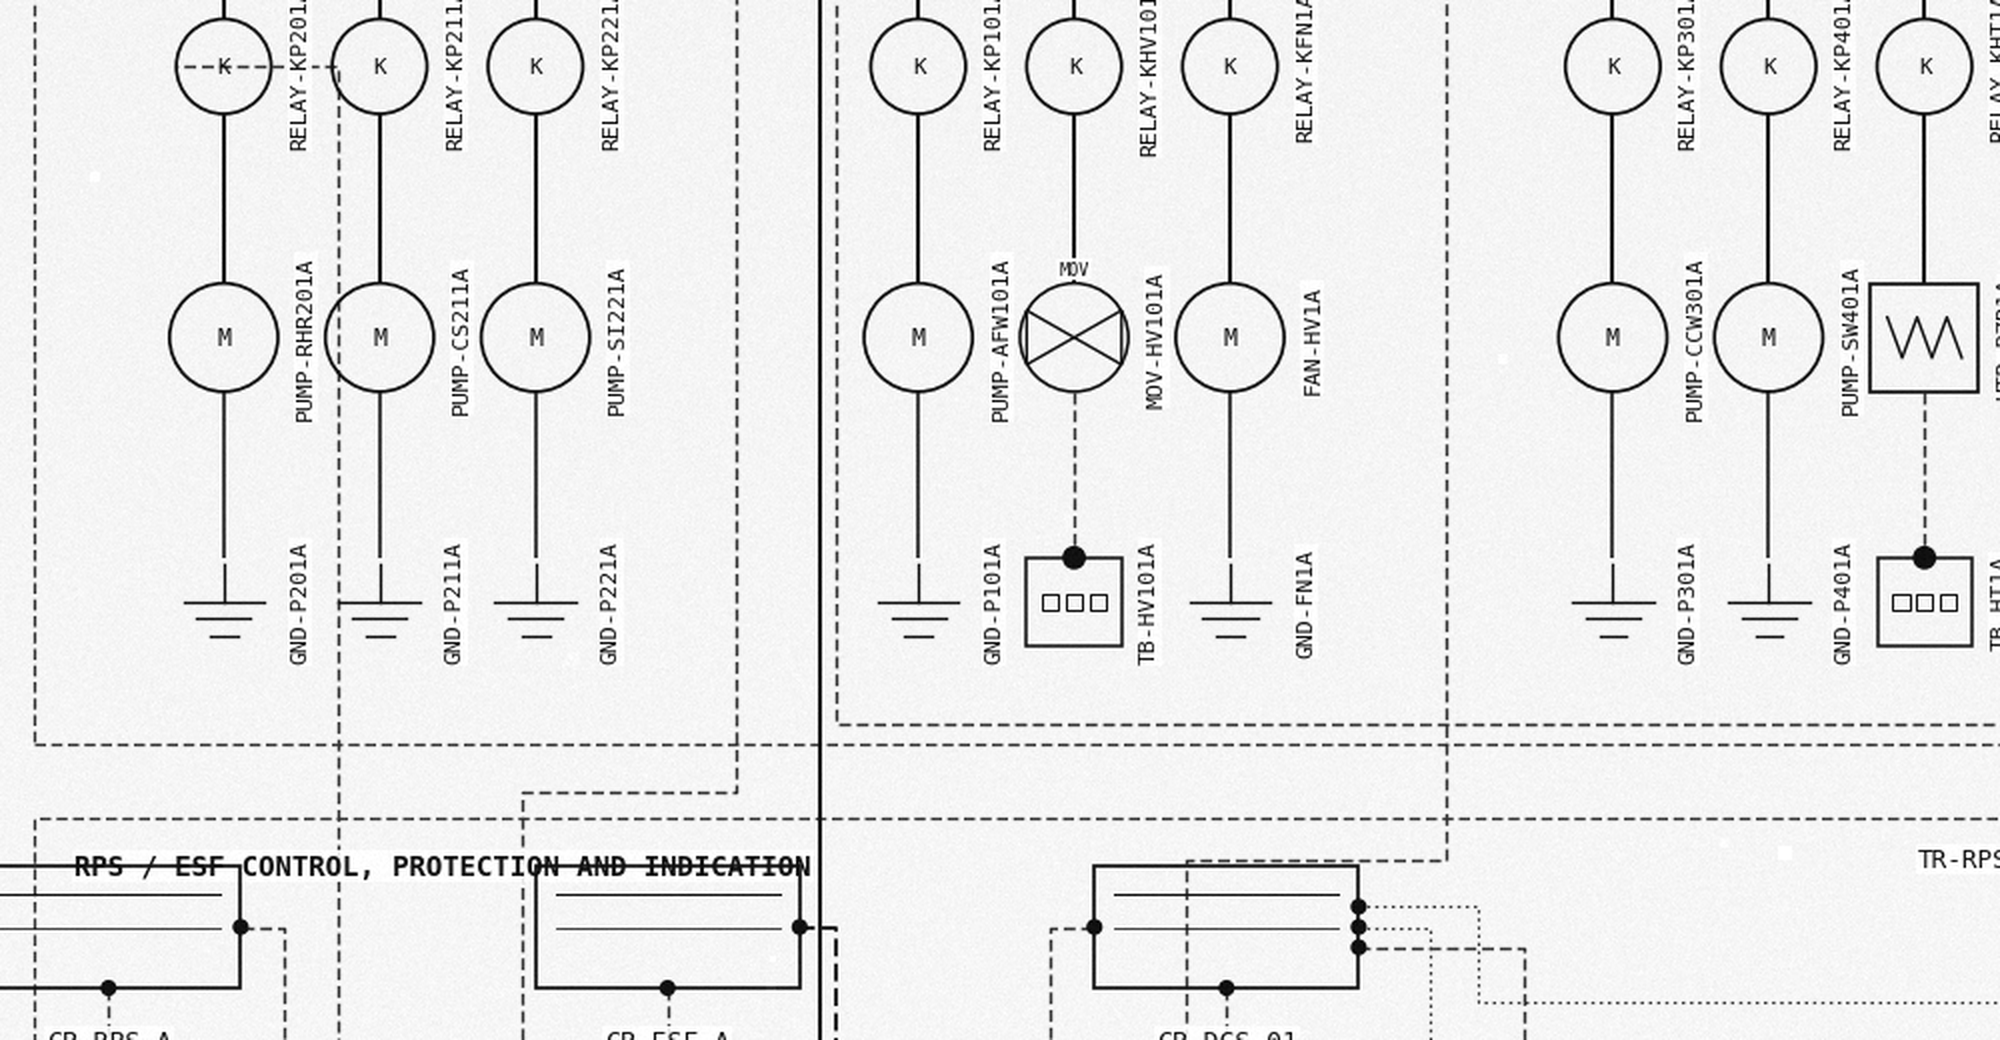 K
RELAY-KP201A
K
RELAY-KP211A
K
RELAY-KP221A
K
RELAY-KP101A
K
K
RELAY-KFN1A
K
RELAY-KP301A
K
RELAY-KP401A
K
M
PUMP-RHR201A
M
PUMP-CS211A
M
PUMP-SI221A
M
PUMP-AFW101A
MOV
MOV-HV101A
M
FAN-HV1A
M
PUMP-CCW301A
M
PUMP-SW401A
GND-P201A
GND-P211A
GND-P221A
GND-P101A
TB-HV101A
GND-FN1A
GND-P301A
GND-P401A
TB-HT1A
RPS / ESF CONTROL, PROTECTION AND INDICATION
TR-RPS